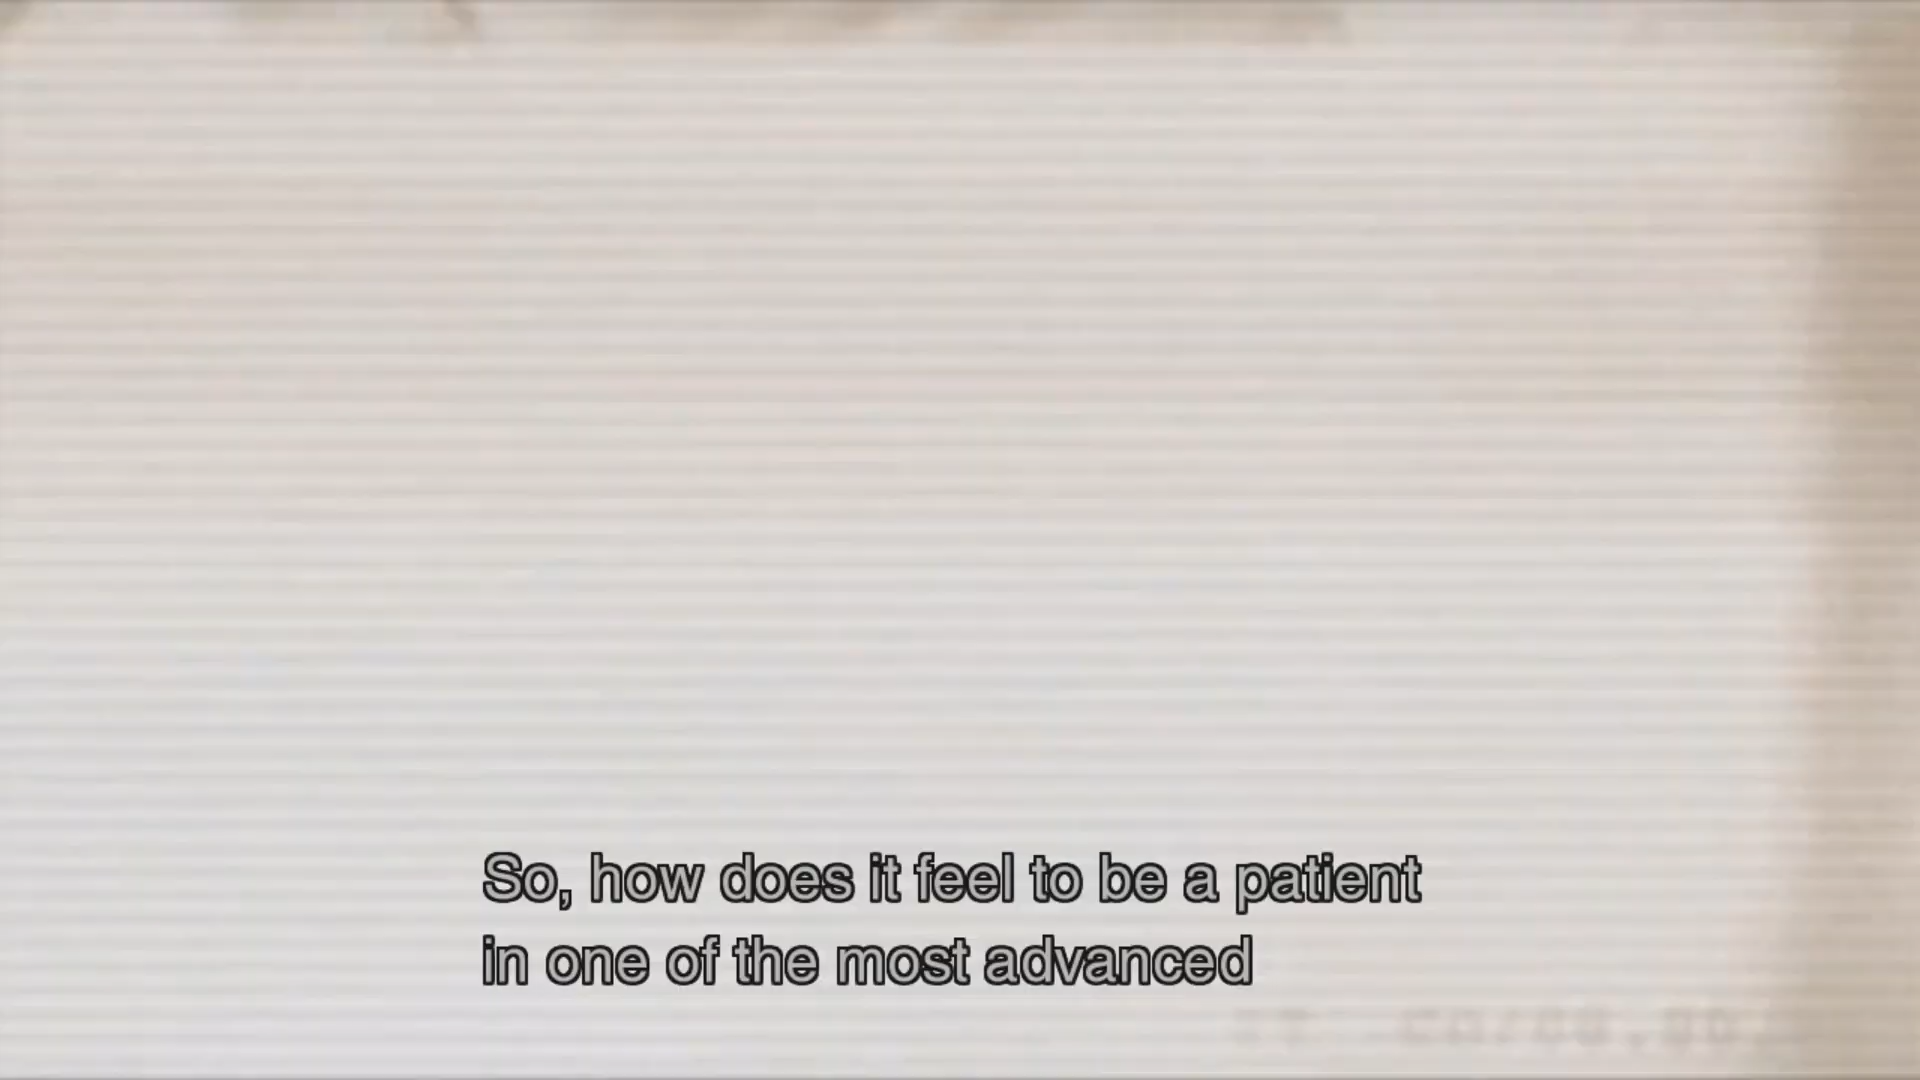 So, how does it feel to be a patient
in one of the most advanced